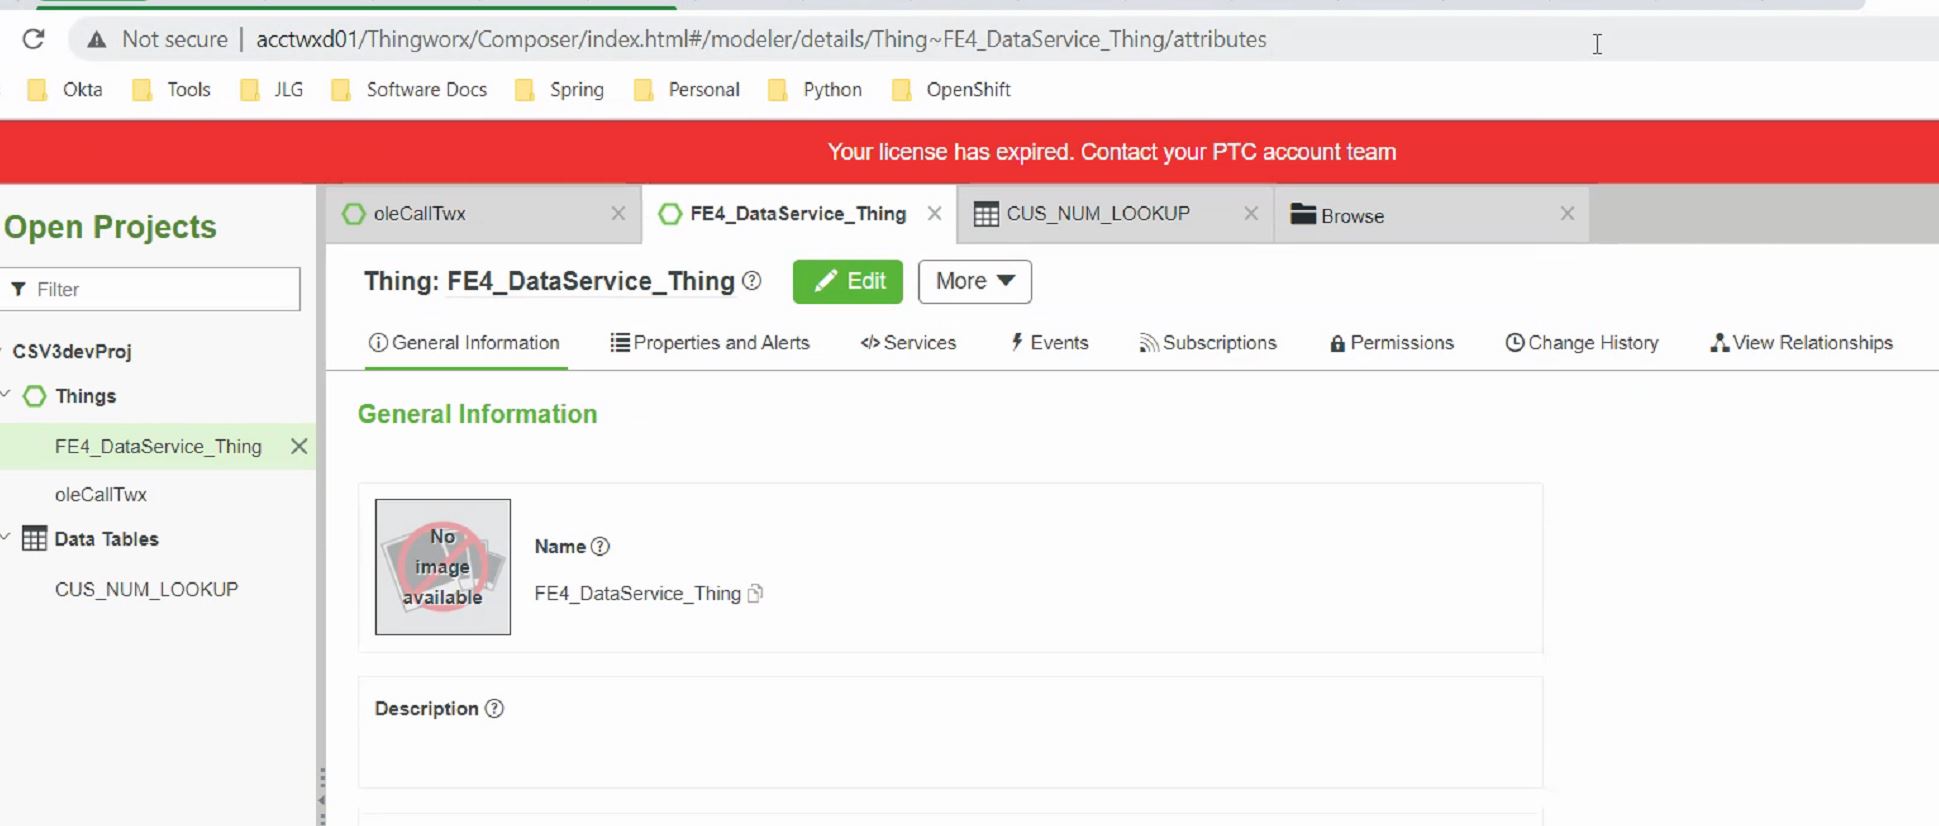 Not secure | acctwxd01/Thingworx/Composer/index.html#/modeler/details/Thing~FE4_DataService_Thing/attributes
Okta Tools JLG Software Docs Spring Personal Python OpenShift
Your license has expired. Contact your PTC account team
Open Projects
Filter
CSV3devProj
Things
FE4_DataService_Thing
oleCallTwx
Data Tables
CUS_NUM_LOOKUP
oleCallTwx FE4_DataService_Thing CUS_NUM_LOOKUP Browse
Thing: FE4_DataService_Thing Edit More
General Information Properties and Alerts Services Events Subscriptions Permissions Change History View Relationships
General Information
No
image
available
Name
FE4_DataService_Thing
Description